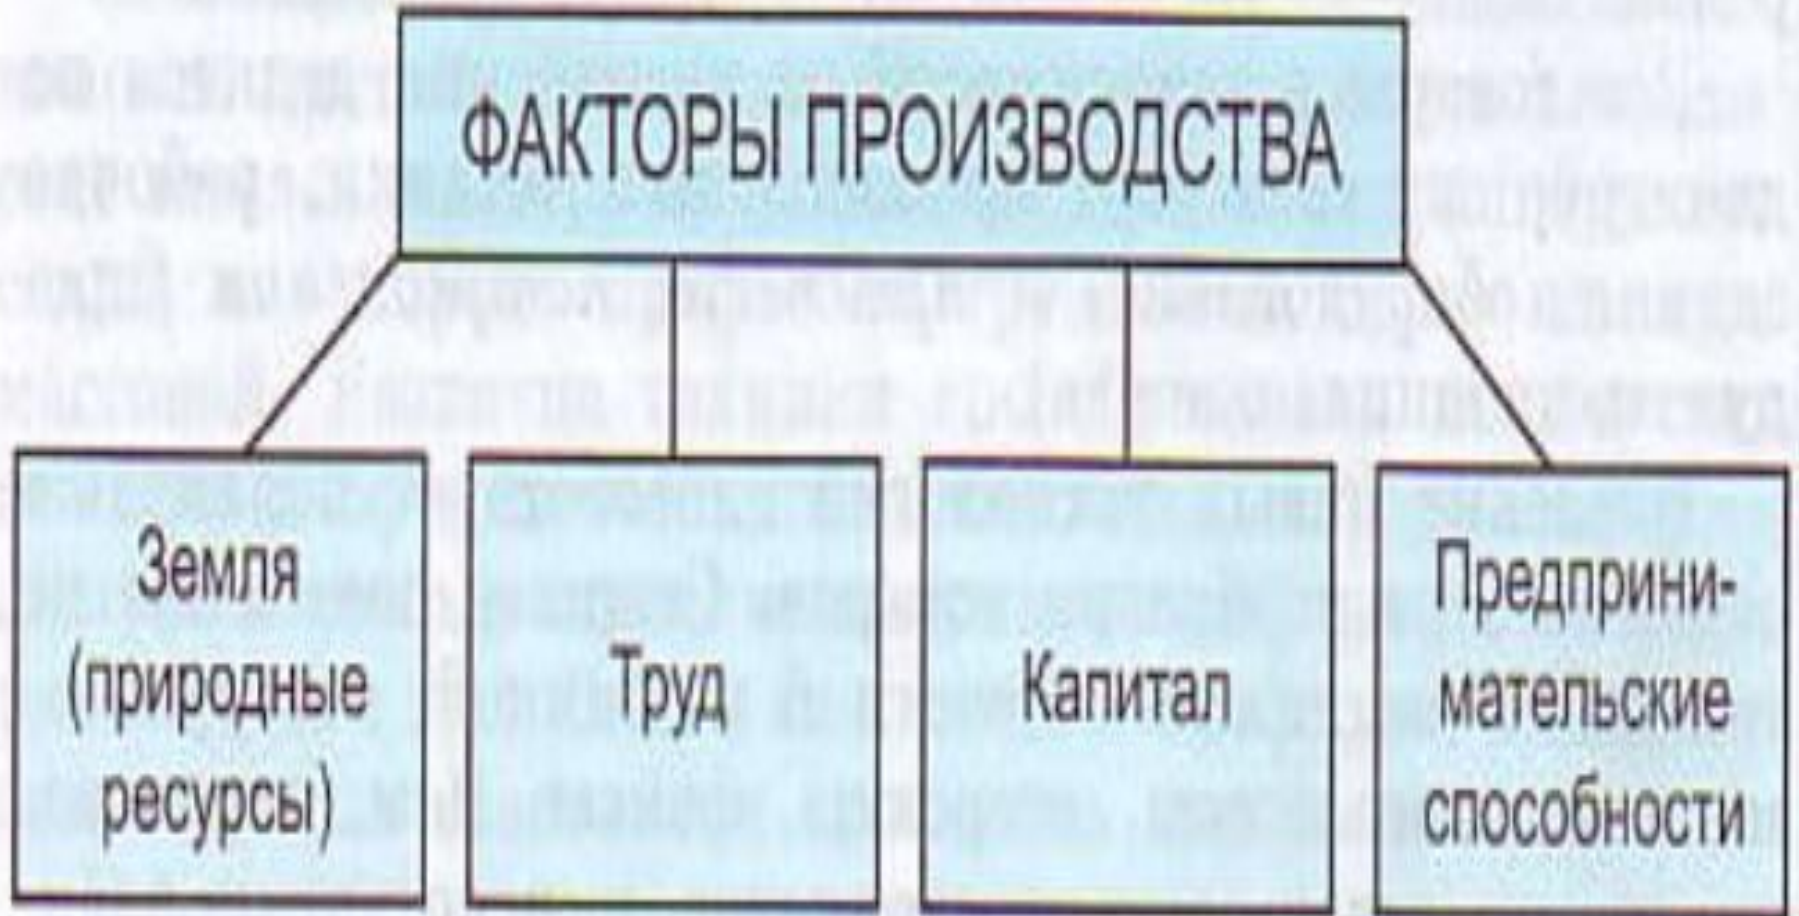 ФАКТОРЫ ПРОИЗВОДСТВА
Земля
(природные
ресурсы)
Труд
Капитал
Предприни-
мательские
способности